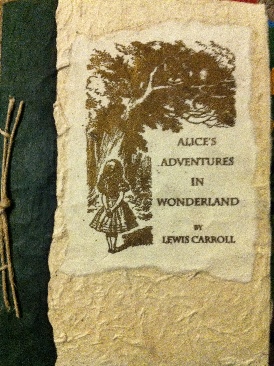 ALICE'S
ADVENTURES
IN
WONDERLAND
BY
LEWIS CARROLL